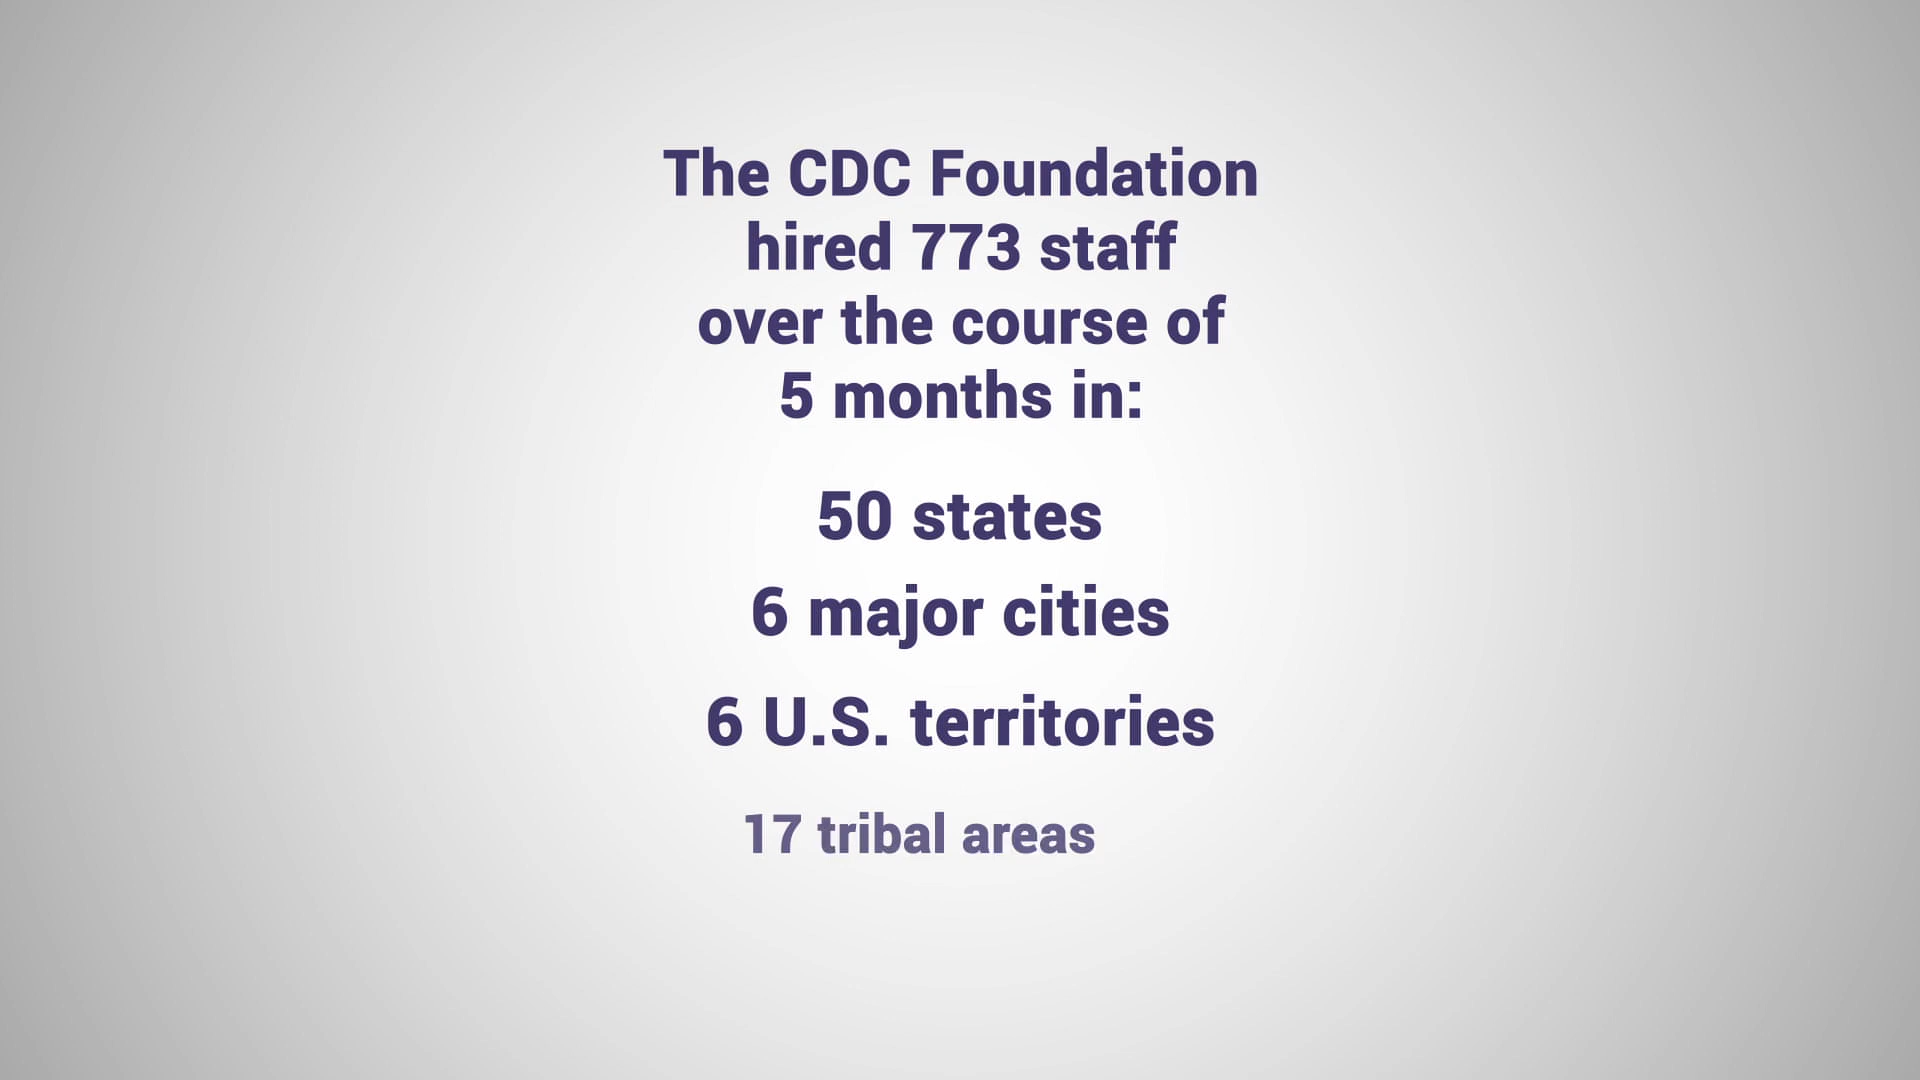 The CDC Foundation
hired 773 staff
over the course of
5 months in:
50 states
6 major cities
6 U.S. territories
17 tribal areas